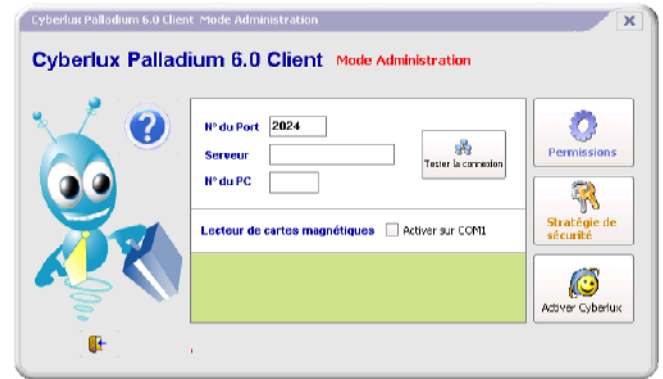 Cyberlux Palladium 6.0 Client Mode Administration
Cyberlux Palladium 6.0 Client Mode Administration
?
N° du Port 2024
Serveur
Tester la connexion
N° du PC
Lecteur de cartes magnétiques Activer sur COM1
Permissions
Stratégie de
sécurité
Activer Cyberlux